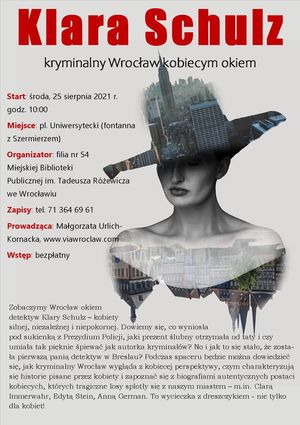 Klara Schulz
kryminalny Wrocław kobiecym okiem
Start: środa, 25 sierpnia 2021 r.
godz. 10:00
Miejsce: pl. Uniwersytecki (fontanna
z Szermierzem)
Organizator: filia nr 54
Miejskiej Biblioteki
Publicznej im. Tadeusza Różewicza
we Wrocławiu
Zapisy: tel. 71 364 69 61
Prowadząca: Małgorzata Urlich-
Kornacka, www.viawroclaw.com
Wstęp: bezpłatny
Zobaczymy Wrocław okiem
detektyw Klary Schulz – kobiety
silnej, niezależnej i niepokornej. Dowiemy się, co wyniosła
pod sukienką z Prezydium Policji, jaki prezent ślubny otrzymała od taty i czy
umiała tak pięknie śpiewać jak autorka kryminałów? No i jak to się stało, że zosta-
ła pierwszą panią detektyw w Breslau? Podczas spaceru będzie można dowiedzieć
się, jak kryminalny Wrocław wygląda z kobiecej perspektywy, czym charakteryzują
się historie pisane przez kobiety i zapoznać się z biografiami autentycznych postaci
kobiecych, których tragiczne losy splotły się z naszym miastem – m.in. Clarą
Immerwahr, Edytą Stein, Anną German. To wycieczka z dreszczykiem - nie tylko
dla kobiet!